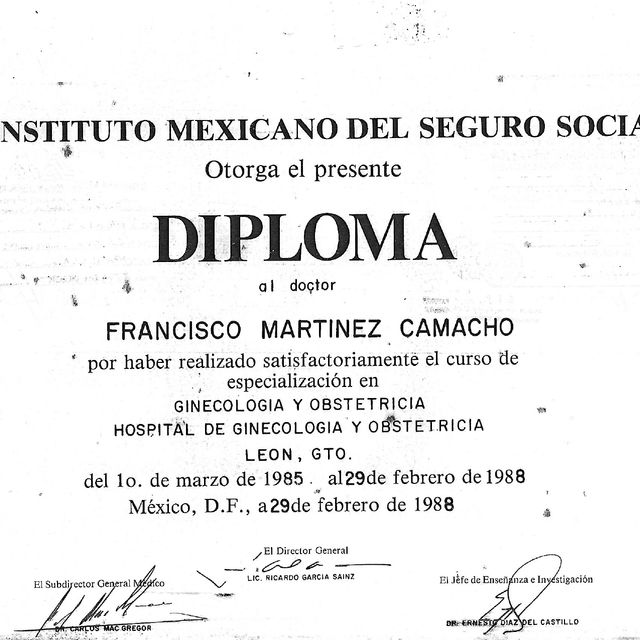 INSTITUTO MEXICANO DEL SEGURO SOCIA
Otorga el presente
DIPLOMA
al doctor
FRANCISCO MARTINEZ CAMACHO
por haber realizado satisfactoriamente el curso de
especialización en
GINECOLOGIA Y OBSTETRICIA
HOSPITAL DE GINECOLOGIA Y OBSTETRICIA
LEON, GTO.
del 1o. de marzo de 1985. al 29 de febrero de 1988
México, D.F., a 29 de febrero de 1988
El Director General
LIC. RICARDO GARCIA SAINZ
El Subdirector General Médico
DR. CARLOS MAC GREGOR
El Jefe de Enseñanza e Investigación
DR. ERNESTO DIAZ DEL CASTILLO